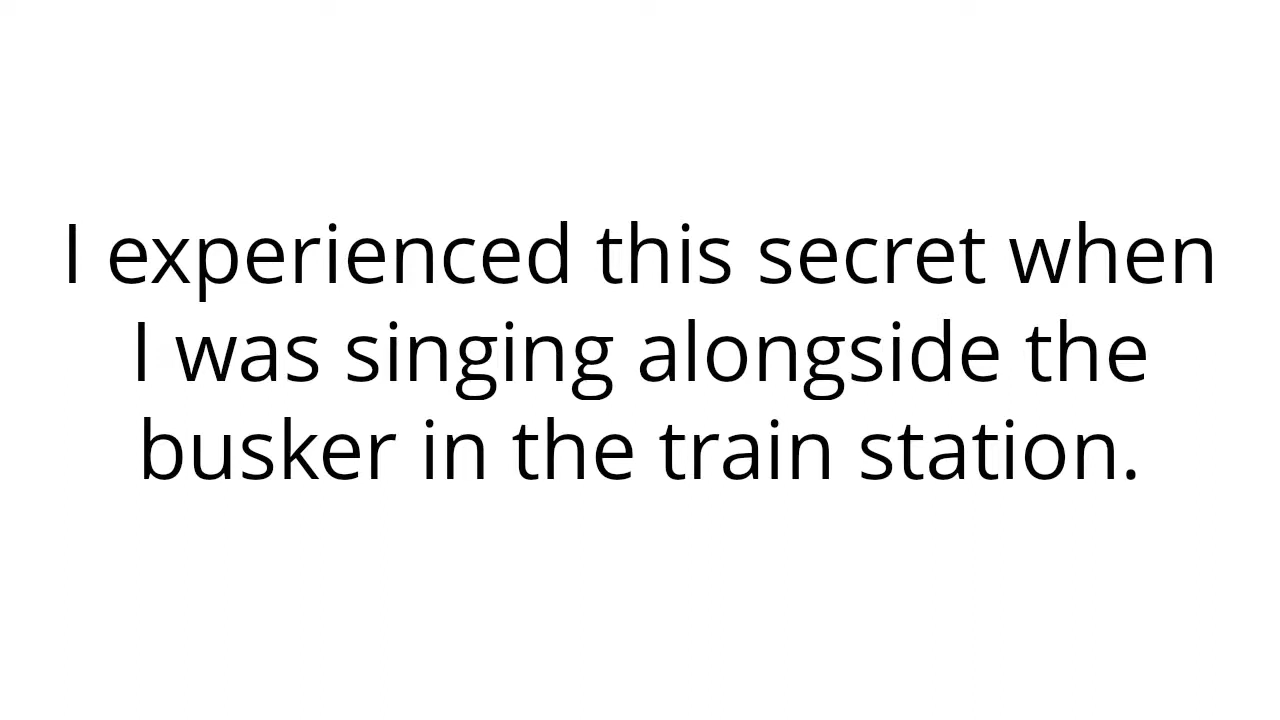 I experienced this secret when
I was singing alongside the
busker in the train station.